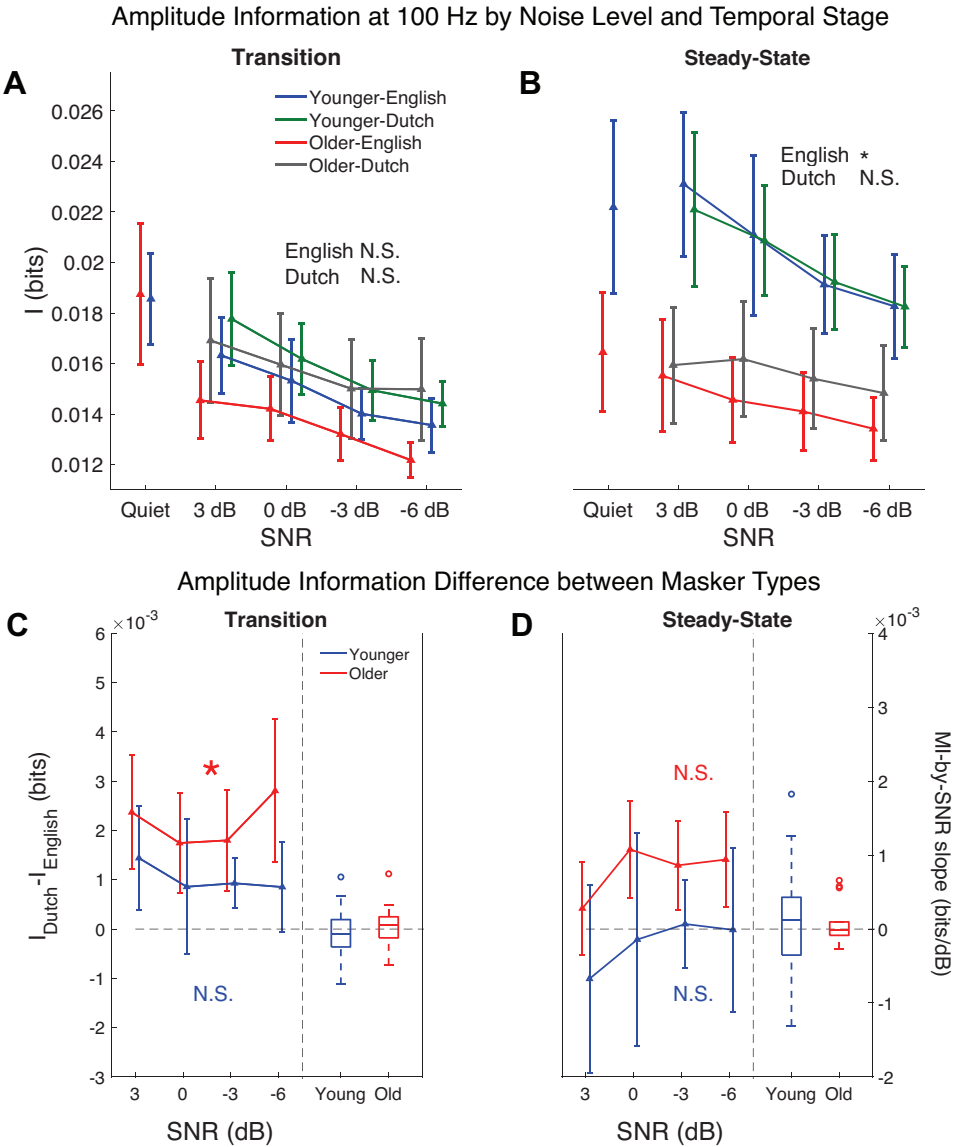 Amplitude Information at 100 Hz by Noise Level and Temporal Stage
Transition
A
I (bits)
0.026
0.024
0.022
0.02
0.018
0.016
0.014
0.012
Younger-English
Younger-Dutch
Older-English
Older-Dutch
English N.S.
Dutch N.S.
Quiet 3 dB 0 dB -3 dB -6 dB
SNR
Steady-State
B
English *
Dutch N.S.
Quiet 3 dB 0 dB -3 dB -6 dB
SNR
Amplitude Information Difference between Masker Types
C
Transition
×10-3
I Dutch-I English (bits)
6
5
4
3
2
1
0
-1
-2
-3
Younger
Older
*
N.S.
3 0 -3 -6 Young Old
SNR (dB)
D
Steady-State
×10-3
N.S.
N.S.
4
3
2
1
0
-1
-2
MI-by-SNR slope (bits/dB)
3 0 -3 -6 Young Old
SNR (dB)